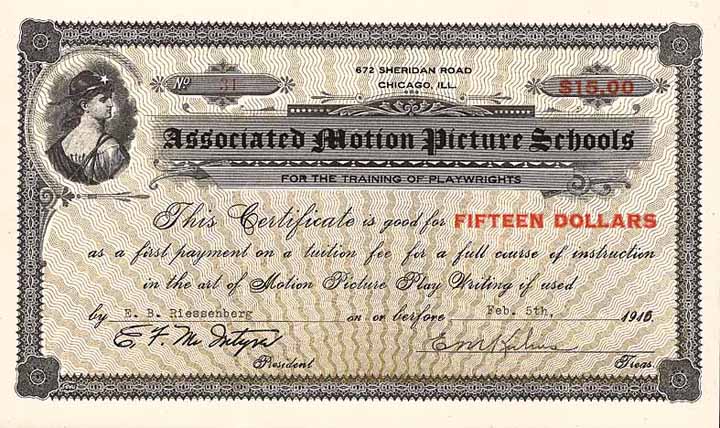 No 31
672 SHERIDAN ROAD
CHICAGO, ILL.
$15.00
Associated Motion Picture Schools
FOR THE TRAINING OF PLAYWRIGHTS
This Certificate is good for FIFTEEN DOLLARS
as a first payment on a tuition fee for a full course of instruction
in the art of Motion Picture Play Writing if used
by E. B. Riessenberg on or berfore Feb. 5th, 1916.
E. F. McIntyre
President Treas.